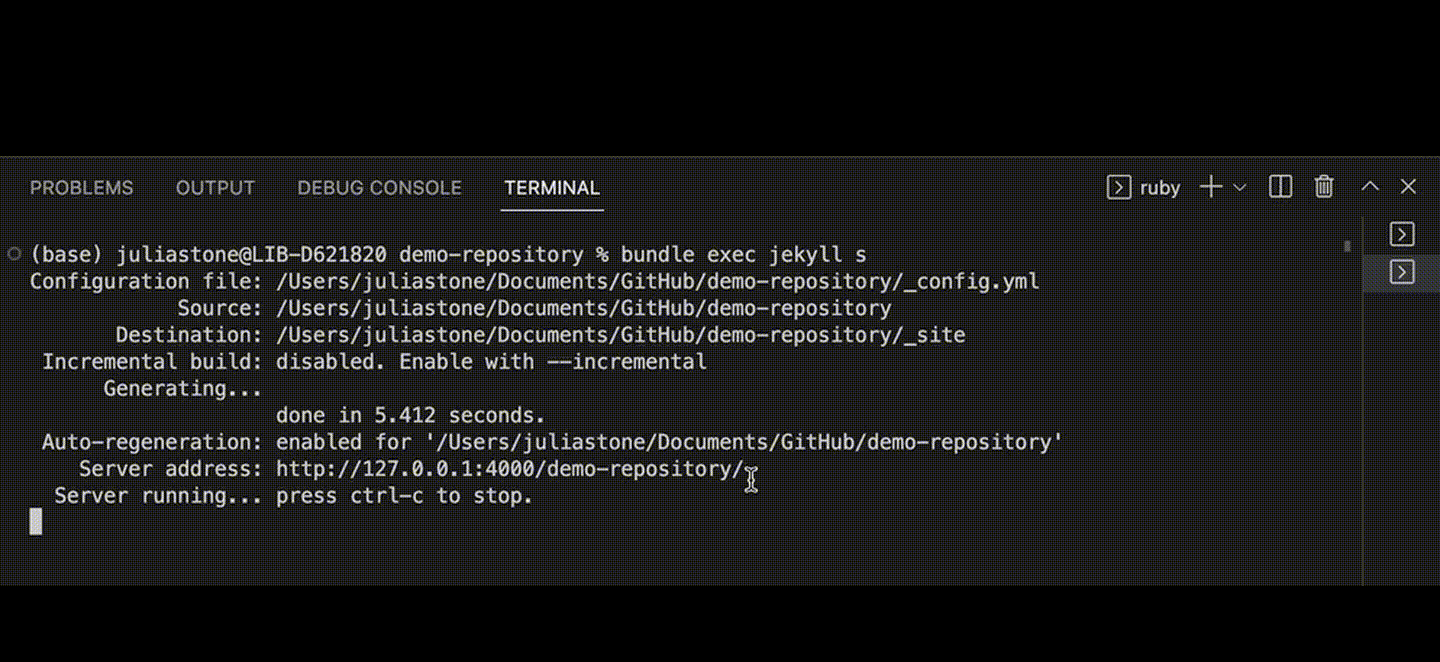 PROBLEMS OUTPUT DEBUG CONSOLE TERMINAL ruby
(base) juliastone@LIB-D621820 demo-repository % bundle exec jekyll s
Configuration file: /Users/juliastone/Documents/GitHub/demo-repository/_config.yml
Source: /Users/juliastone/Documents/GitHub/demo-repository
Destination: /Users/juliastone/Documents/GitHub/demo-repository/_site
Incremental build: disabled. Enable with --incremental
Generating...
done in 5.412 seconds.
Auto-regeneration: enabled for '/Users/juliastone/Documents/GitHub/demo-repository'
Server address: http://127.0.0.1:4000/demo-repository/
Server running... press ctrl-c to stop.